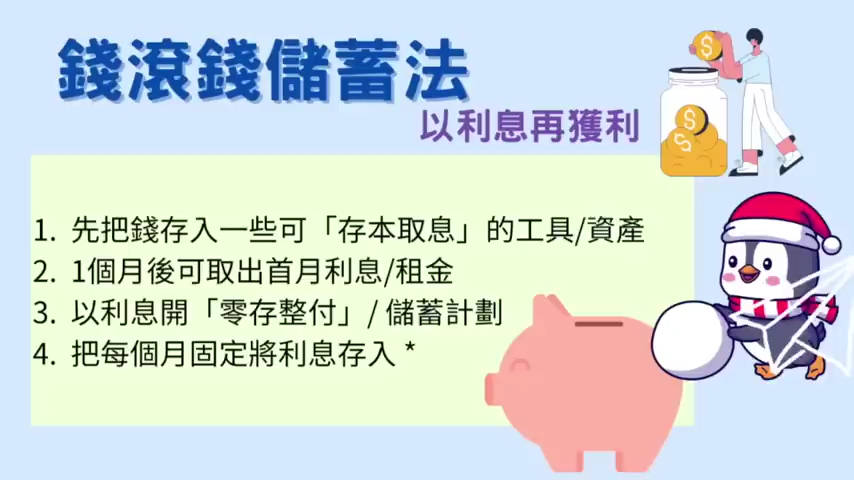 錢滾錢儲蓄法
以利息再獲利
1. 先把錢存入一些可「存本取息」的工具/資產
2. 1個月後可取出首月利息/租金
3. 以利息開「零存整付」/ 儲蓄計劃
4. 把每個月固定將利息存入 *